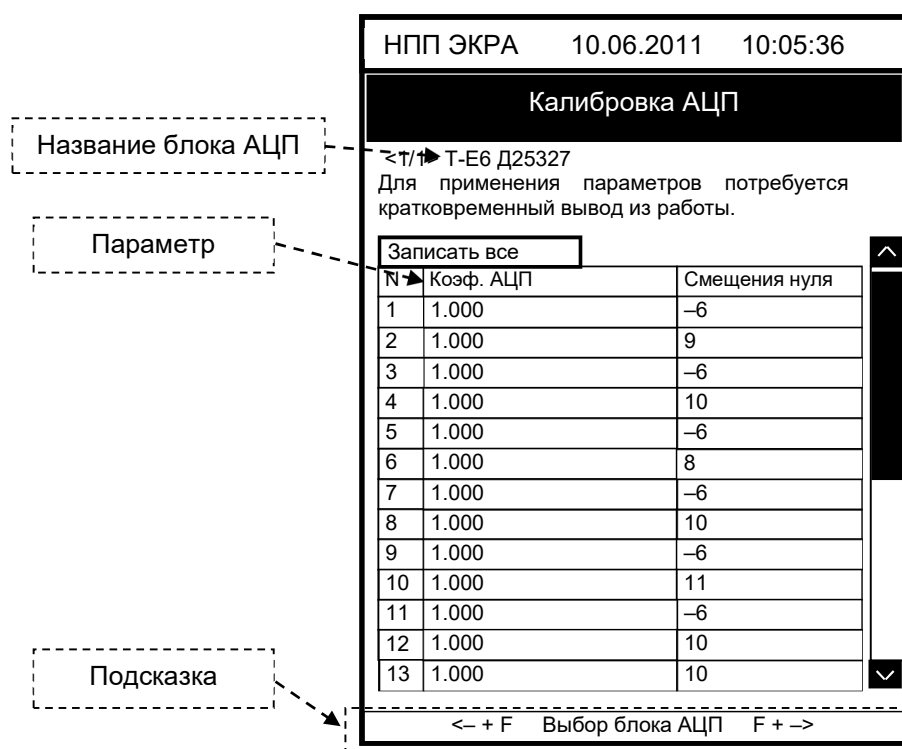 НПП ЭКРА 10.06.2011 10:05:36
Калибровка АЦП
Название блока АЦП
<1/1> Т-Е6 Д25327
Для применения параметров потребуется
кратковременный вывод из работы.
Параметр
Записать все
N Коэф. АЦП Смещения нуля
1 1.000 –6
2 1.000 9
3 1.000 –6
4 1.000 10
5 1.000 –6
6 1.000 8
7 1.000 –6
8 1.000 10
9 1.000 –6
10 1.000 11
11 1.000 –6
12 1.000 10
13 1.000 10
Подсказка
<– + F Выбор блока АЦП F + –>